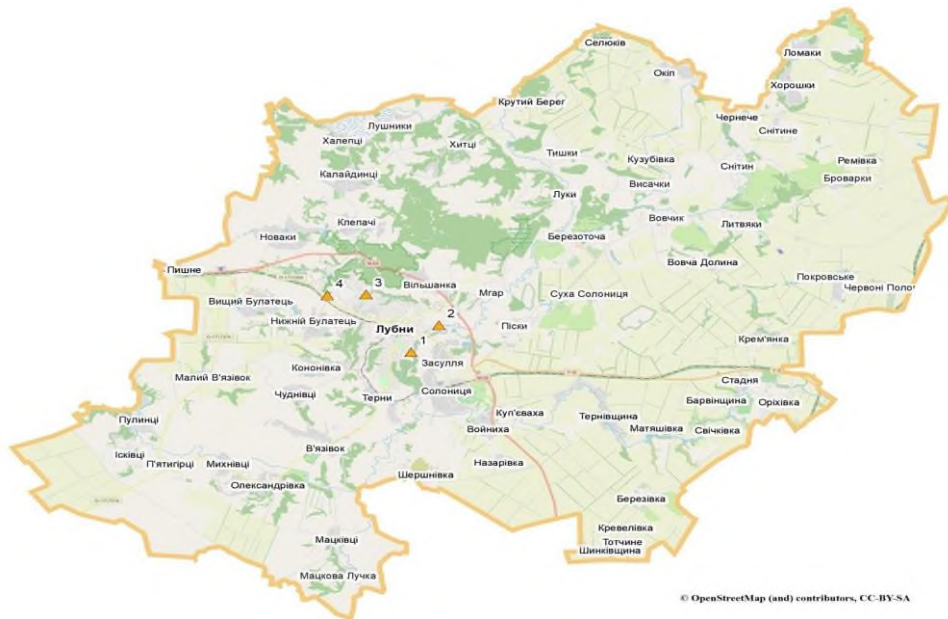 Селюків
Ломаки
Окіп
Хорошки
Крутий Берег
Чернече
Снітине
Лушники
Халепці
Хитці
Тишки
Кузубівка
Снітин
Ремівка
Броварки
Калайдинці
Луки
Висачки
Клепачі
Вовчик
Литвяки
Новаки
Березоточа
Вовча Долина
Пишне
Покровське
4
3
Вільшанка
Мгар
Суха Солониця
Червоні Полог
Вищий Булатець
2
Нижній Булатець
Лубни
Піски
1
Крем'янка
Засулля
Кононівка
Малий В'язівок
Солониця
Стадня
Чуднівці
Терни
Барвінщина
Оріхівка
Пулинці
Куп'єваха
Тернівщина
Войниха
Матяшівка
Свічківка
Ісківці
В'язівок
П'ятигірці
Михнівці
Назарівка
Шершнівка
Олександрівка
Березівка
Кревелівка
Мацківці
Тотчине
Шинківщина
Мацкова Лучка
© OpenStreetMap (and) contributors, CC-BY-SA